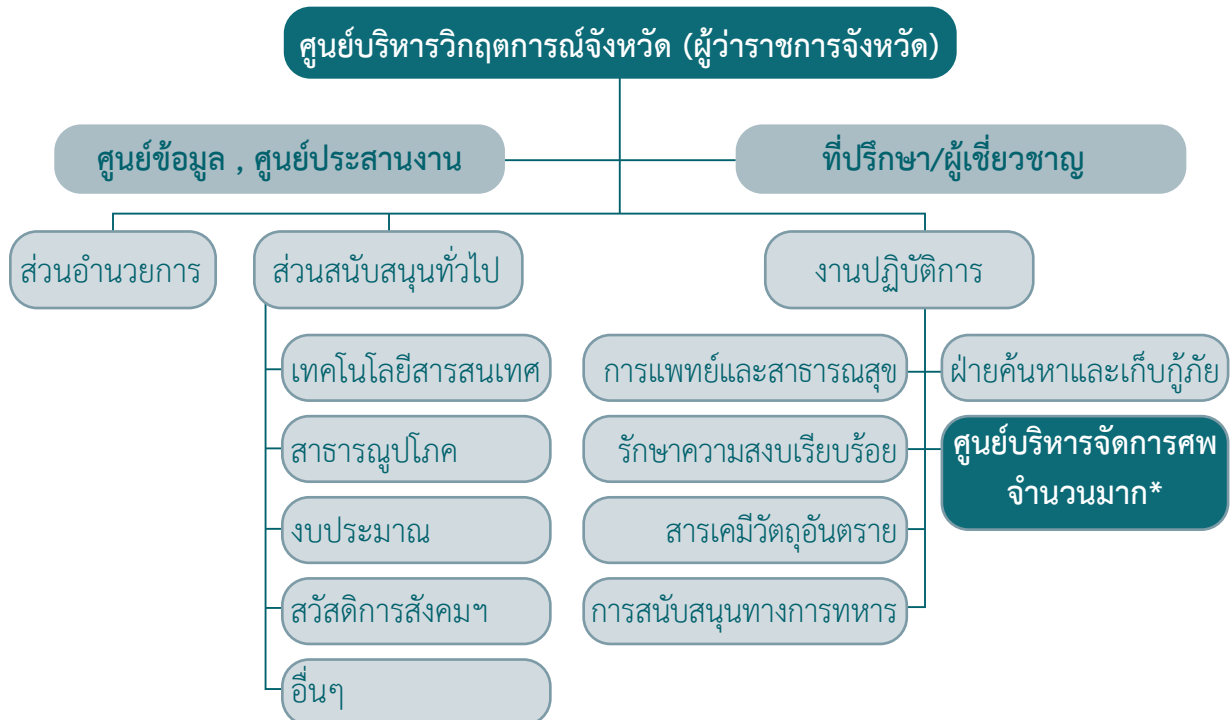 ศูนย์บริหารวิกฤตการณ์จังหวัด (ผู้ว่าราชการจังหวัด)
ศูนย์ข้อมูล , ศูนย์ประสานงาน
ที่ปรึกษา/ผู้เชี่ยวชาญ
ส่วนอำนวยการ
ส่วนสนับสนุนทั่วไป
งานปฏิบัติการ
เทคโนโลยีสารสนเทศ
สาธารณูปโภค
งบประมาณ
สวัสดิการสังคมฯ
อื่นๆ
การแพทย์และสาธารณสุข
รักษาความสงบเรียบร้อย
สารเคมีวัตถุอันตราย
การสนับสนุนทางการทหาร
ฝ่ายค้นหาและเก็บกู้ภัย
ศูนย์บริหารจัดการศพ
จำนวนมาก*